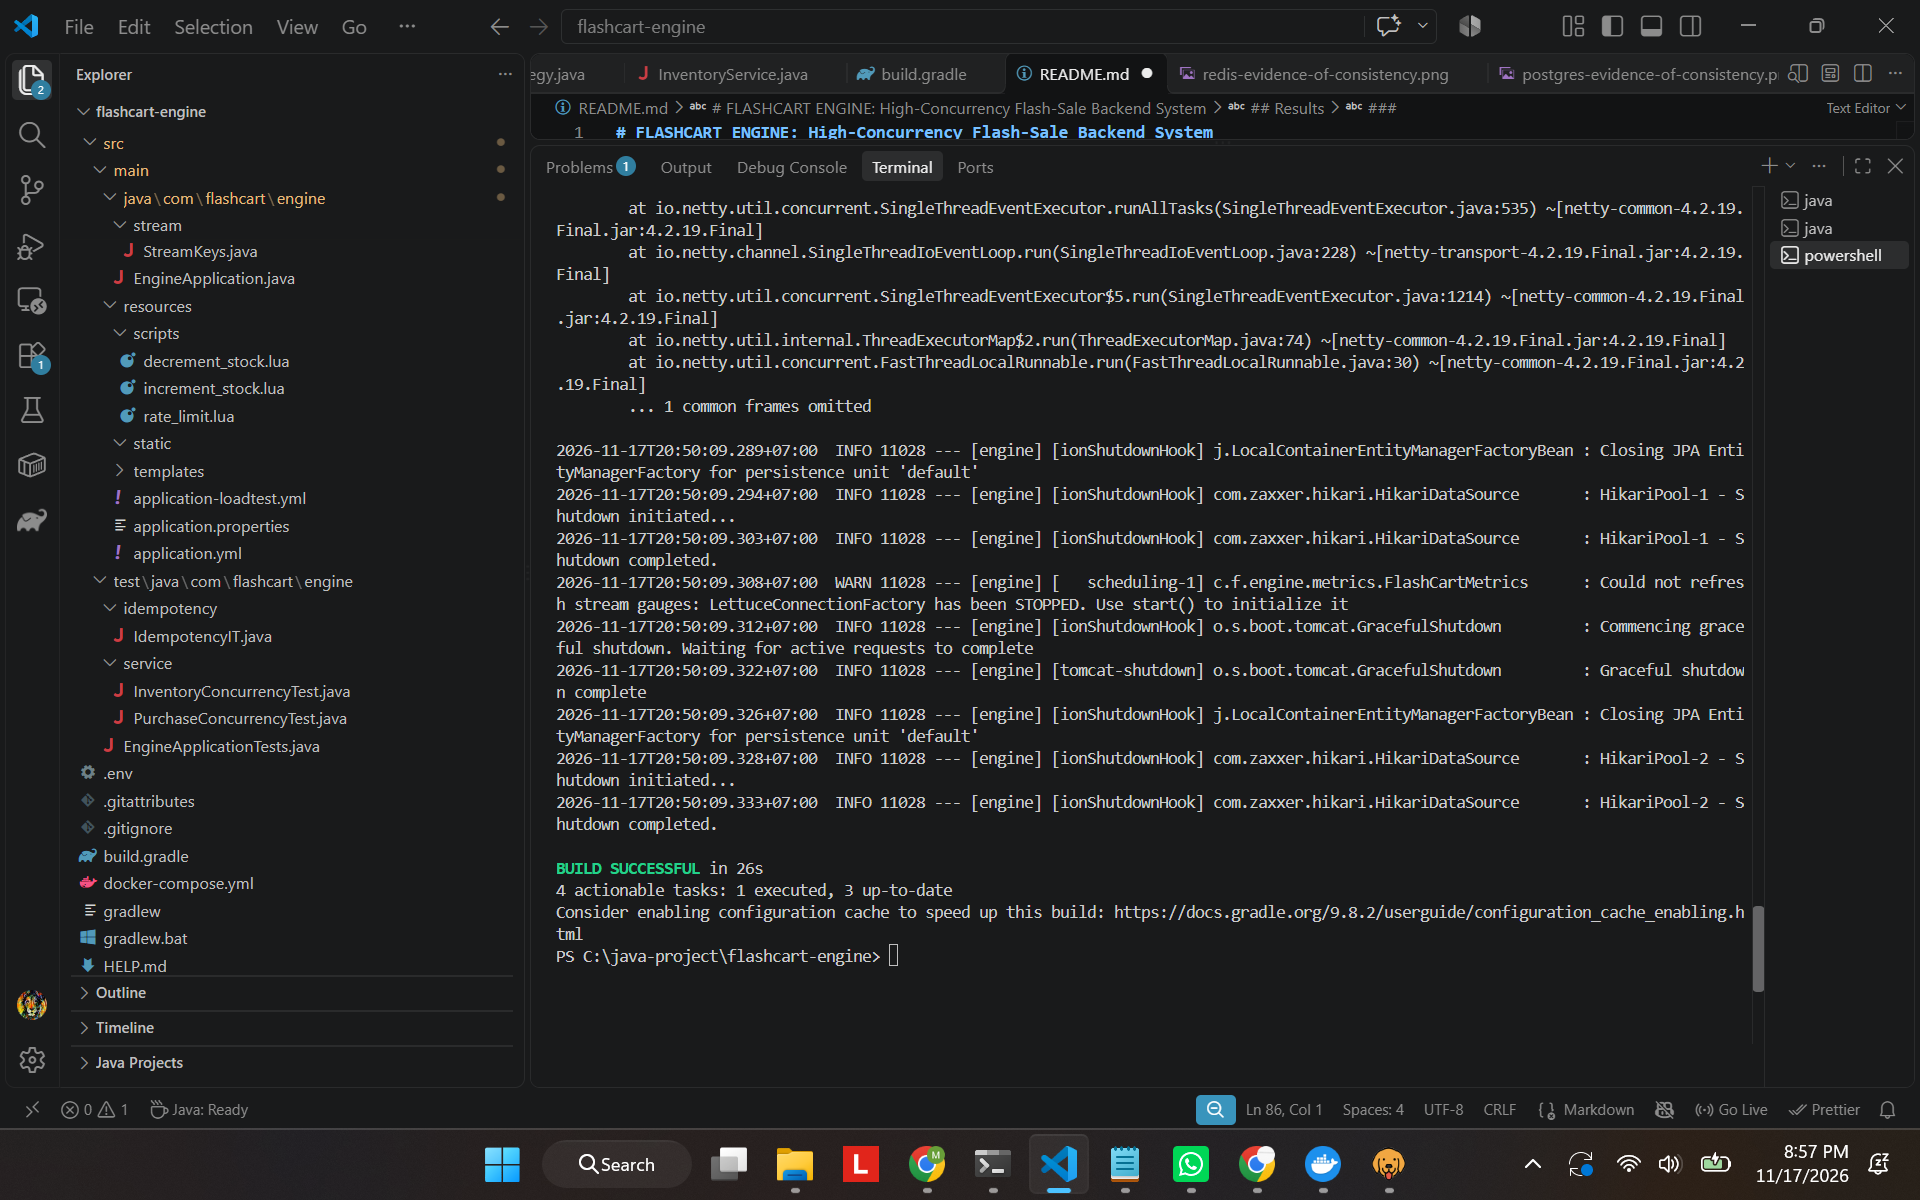 File Edit Selection View Go ··· flashcart-engine
Explorer ···
flashcart-engine
src
main
java\com\flashcart\engine
stream
StreamKeys.java
EngineApplication.java
resources
scripts
decrement_stock.lua
increment_stock.lua
rate_limit.lua
static
templates
application-loadtest.yml
application.properties
application.yml
test\java\com\flashcart\engine
idempotency
IdempotencyIT.java
service
InventoryConcurrencyTest.java
PurchaseConcurrencyTest.java
EngineApplicationTests.java
.env
.gitattributes
.gitignore
build.gradle
docker-compose.yml
gradlew
gradlew.bat
HELP.md
Outline
Timeline
Java Projects
2
1
egy.java InventoryService.java build.gradle README.md redis-evidence-of-consistency.png postgres-evidence-of-consistency.p
README.md > # FLASHCART ENGINE: High-Concurrency Flash-Sale Backend System > ## Results > ### Text Editor
1 # FLASHCART ENGINE: High-Concurrency Flash-Sale Backend System
Problems 1 Output Debug Console Terminal Ports
at io.netty.util.concurrent.SingleThreadEventExecutor.runAllTasks(SingleThreadEventExecutor.java:535) ~[netty-common-4.2.19.
Final.jar:4.2.19.Final]
at io.netty.channel.SingleThreadIoEventLoop.run(SingleThreadIoEventLoop.java:228) ~[netty-transport-4.2.19.Final.jar:4.2.19.
Final]
at io.netty.util.concurrent.SingleThreadEventExecutor$5.run(SingleThreadEventExecutor.java:1214) ~[netty-common-4.2.19.Final
.jar:4.2.19.Final]
at io.netty.util.internal.ThreadExecutorMap$2.run(ThreadExecutorMap.java:74) ~[netty-common-4.2.19.Final.jar:4.2.19.Final]
at io.netty.util.concurrent.FastThreadLocalRunnable.run(FastThreadLocalRunnable.java:30) ~[netty-common-4.2.19.Final.jar:4.2
.19.Final]
... 1 common frames omitted
2026-11-17T20:50:09.289+07:00  INFO 11028 --- [engine] [ionShutdownHook] j.LocalContainerEntityManagerFactoryBean : Closing JPA Enti
tyManagerFactory for persistence unit 'default'
2026-11-17T20:50:09.294+07:00  INFO 11028 --- [engine] [ionShutdownHook] com.zaxxer.hikari.HikariDataSource       : HikariPool-1 - S
hutdown initiated...
2026-11-17T20:50:09.303+07:00  INFO 11028 --- [engine] [ionShutdownHook] com.zaxxer.hikari.HikariDataSource       : HikariPool-1 - S
hutdown completed.
2026-11-17T20:50:09.308+07:00  WARN 11028 --- [engine] [   scheduling-1] c.f.engine.metrics.FlashCartMetrics      : Could not refres
h stream gauges: LettuceConnectionFactory has been STOPPED. Use start() to initialize it
2026-11-17T20:50:09.312+07:00  INFO 11028 --- [engine] [ionShutdownHook] o.s.boot.tomcat.GracefulShutdown         : Commencing grace
ful shutdown. Waiting for active requests to complete
2026-11-17T20:50:09.322+07:00  INFO 11028 --- [engine] [tomcat-shutdown] o.s.boot.tomcat.GracefulShutdown         : Graceful shutdow
n complete
2026-11-17T20:50:09.326+07:00  INFO 11028 --- [engine] [ionShutdownHook] j.LocalContainerEntityManagerFactoryBean : Closing JPA Enti
tyManagerFactory for persistence unit 'default'
2026-11-17T20:50:09.328+07:00  INFO 11028 --- [engine] [ionShutdownHook] com.zaxxer.hikari.HikariDataSource       : HikariPool-2 - S
hutdown initiated...
2026-11-17T20:50:09.333+07:00  INFO 11028 --- [engine] [ionShutdownHook] com.zaxxer.hikari.HikariDataSource       : HikariPool-2 - S
hutdown completed.
BUILD SUCCESSFUL in 26s
4 actionable tasks: 1 executed, 3 up-to-date
Consider enabling configuration cache to speed up this build: https://docs.gradle.org/9.8.2/userguide/configuration_cache_enabling.h
tml
PS C:\java-project\flashcart-engine>
java
java
powershell
0 1 Java: Ready Ln 86, Col 1 Spaces: 4 UTF-8 CRLF Markdown Go Live Prettier
Search
8:57 PM
11/17/2026